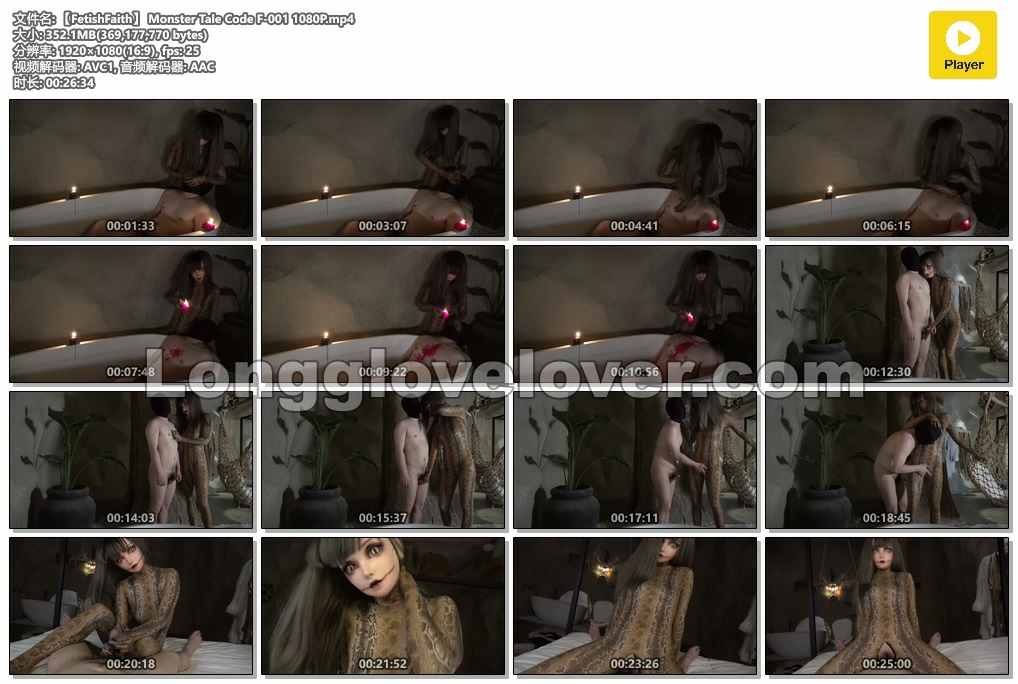 文件名: 【FetishFaith】 Monster Tale Code F-001 1080P.mp4
大小: 352.1MB(369,177,770 bytes)
分辨率: 1920×1080(16:9), fps: 25
视频解码器: AVC1, 音频解码器: AAC
时长: 00:26:34
Player
00:01:33
00:03:07
00:04:41
00:06:15
00:07:48
00:09:22
00:10:56
00:12:30
Longglovelover.com
00:14:03
00:15:37
00:17:11
00:18:45
00:20:18
00:21:52
00:23:26
00:25:00